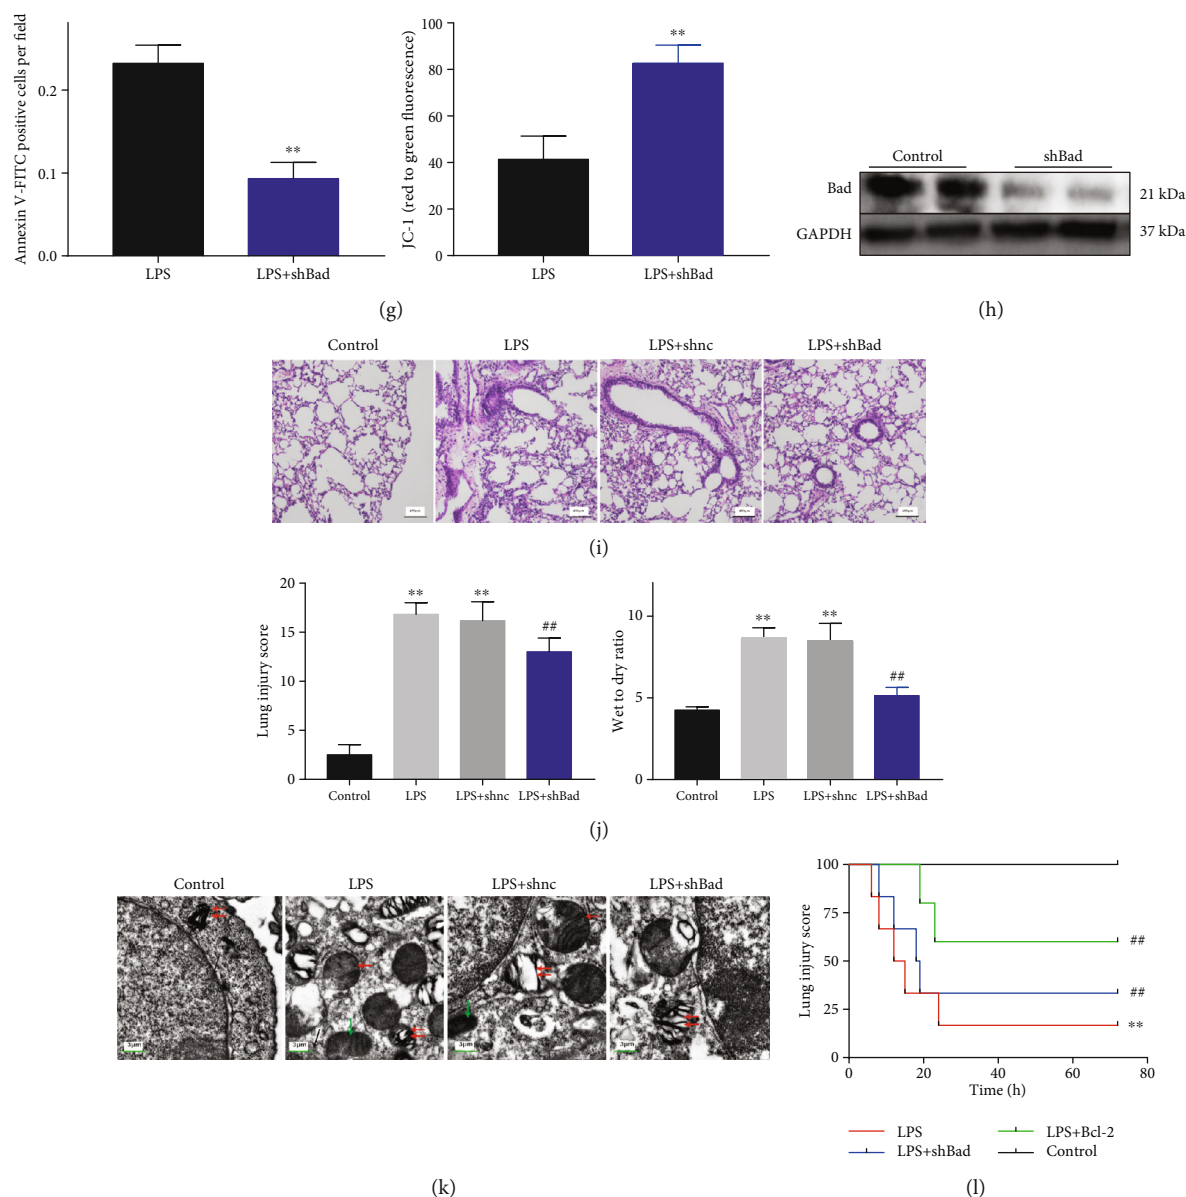 Annexin V-FITC positive cells per field
0.2
0.1
0.0
**
LPS
LPS+shBad
JC-1 (red to green fluorescence)
100
80
60
40
20
0
**
LPS
LPS+shBad
(g)
Control
shBad
Bad
21 kDa
GAPDH
37 kDa
(h)
Control
LPS
LPS+shnc
LPS+shBad
(i)
Lung injury score
20
15
10
5
0
**
**
##
Control
LPS
LPS+shnc
LPS+shBad
Wet to dry ratio
10
5
0
**
**
##
Control
LPS
LPS+shnc
LPS+shBad
(j)
Control
LPS
LPS+shnc
LPS+shBad
3μm
3μm
3μm
3μm
(k)
Lung injury score
100
75
50
25
0
##
##
**
0
20
40
60
80
Time (h)
LPS
LPS+Bcl-2
LPS+shBad
Control
(l)